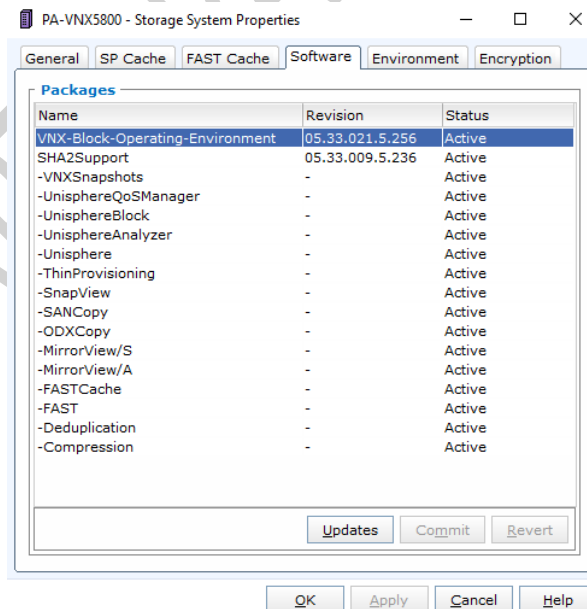 PA-VNX5800 - Storage System Properties
General SP Cache FAST Cache Software Environment Encryption
Packages
Name Revision Status
VNX-Block-Operating-Environment 05.33.021.5.256 Active
SHA2Support 05.33.009.5.236 Active
-VNXSnapshots - Active
-UnisphereQoSManager - Active
-UnisphereBlock - Active
-UnisphereAnalyzer - Active
-Unisphere - Active
-ThinProvisioning - Active
-SnapView - Active
-SANCopy - Active
-ODXCopy - Active
-MirrorView/S - Active
-MirrorView/A - Active
-FASTCache - Active
-FAST - Active
-Deduplication - Active
-Compression - Active
Updates Commit Revert
OK Apply Cancel Help